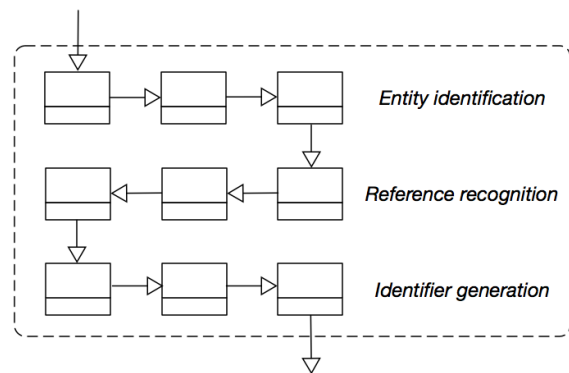 Entity identification
Reference recognition
Identifier generation